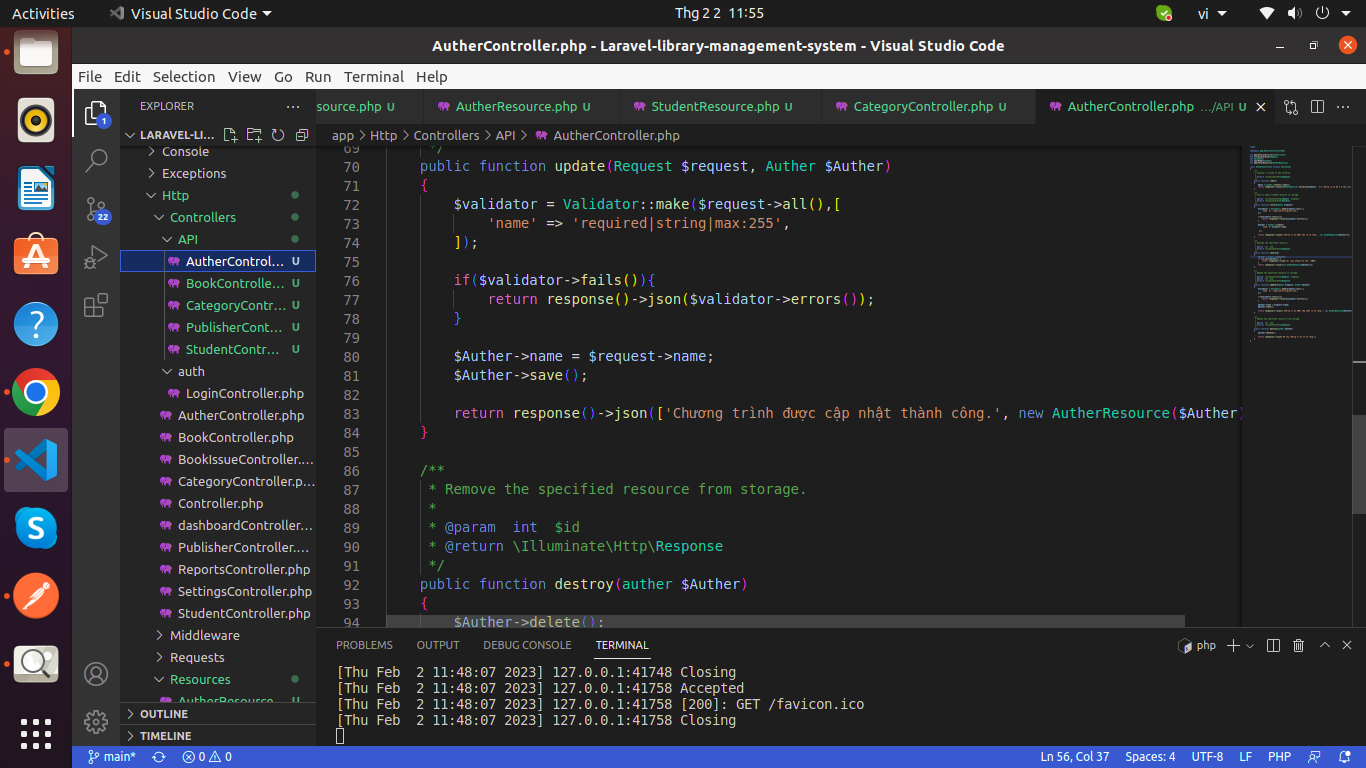 Activities
Visual Studio Code
Thg 2 2 11:55
vi
AutherController.php - Laravel-library-management-system - Visual Studio Code
File Edit Selection View Go Run Terminal Help
EXPLORER
source.php U
AutherResource.php U
StudentResource.php U
CategoryController.php U
AutherController.php .../API U
LARAVEL-LI...
app > Http > Controllers > API > AutherController.php
Console
Exceptions
Http
Controllers
API
AutherControl... U
BookControlle... U
CategoryContr... U
PublisherCont... U
StudentContr... U
auth
LoginController.php
AutherController.php
BookController.php
BookIssueController....
CategoryController.p...
Controller.php
dashboardController...
PublisherController....
ReportsController.php
SettingsController.php
StudentController.php
Middleware
Requests
Resources
AutherResource
OUTLINE
TIMELINE
1
22
69 */
70 public function update(Request $request, Auther $Auther)
71 {
72 $validator = Validator::make($request->all(),[
73 'name' => 'required|string|max:255',
74 ]);
75
76 if($validator->fails()){
77 return response()->json($validator->errors());
78 }
79
80 $Auther->name = $request->name;
81 $Auther->save();
82
83 return response()->json(['Chương trình được cập nhật thành công.', new AutherResource($Auther)
84 }
85
86 /**
87 * Remove the specified resource from storage.
88 *
89 * @param int $id
90 * @return \Illuminate\Http\Response
91 */
92 public function destroy(auther $Auther)
93 {
94 $Auther->delete();
PROBLEMS OUTPUT DEBUG CONSOLE TERMINAL
php
[Thu Feb 2 11:48:07 2023] 127.0.0.1:41748 Closing
[Thu Feb 2 11:48:07 2023] 127.0.0.1:41758 Accepted
[Thu Feb 2 11:48:07 2023] 127.0.0.1:41758 [200]: GET /favicon.ico
[Thu Feb 2 11:48:07 2023] 127.0.0.1:41758 Closing
main*
0 0
Ln 56, Col 37
Spaces: 4
UTF-8
LF
PHP